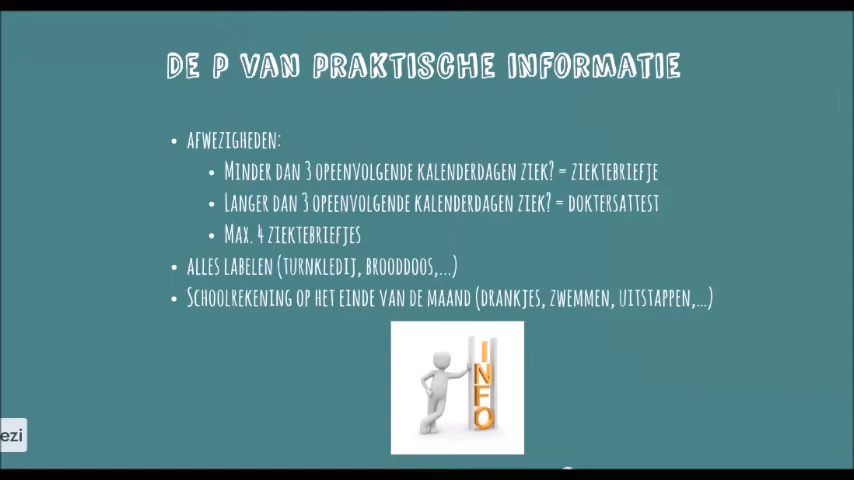 DE P VAN PRAKTISCHE INFORMATIE
• AFWEZIGHEDEN:
• MINDER DAN 3 OPEENVOLGENDE KALENDERDAGEN ZIEK? = ZIEKTEBRIEFJE
• LANGER DAN 3 OPEENVOLGENDE KALENDERDAGEN ZIEK? = DOKTERSATTEST
• MAX. 4 ZIEKTEBRIEFJES
• ALLES LABELEN (TURNKLEDIJ, BROODDOOS,...)
• SCHOOLREKENING OP HET EINDE VAN DE MAAND (DRANKJES, ZWEMMEN, UITSTAPPEN,...)
INFO
ezi